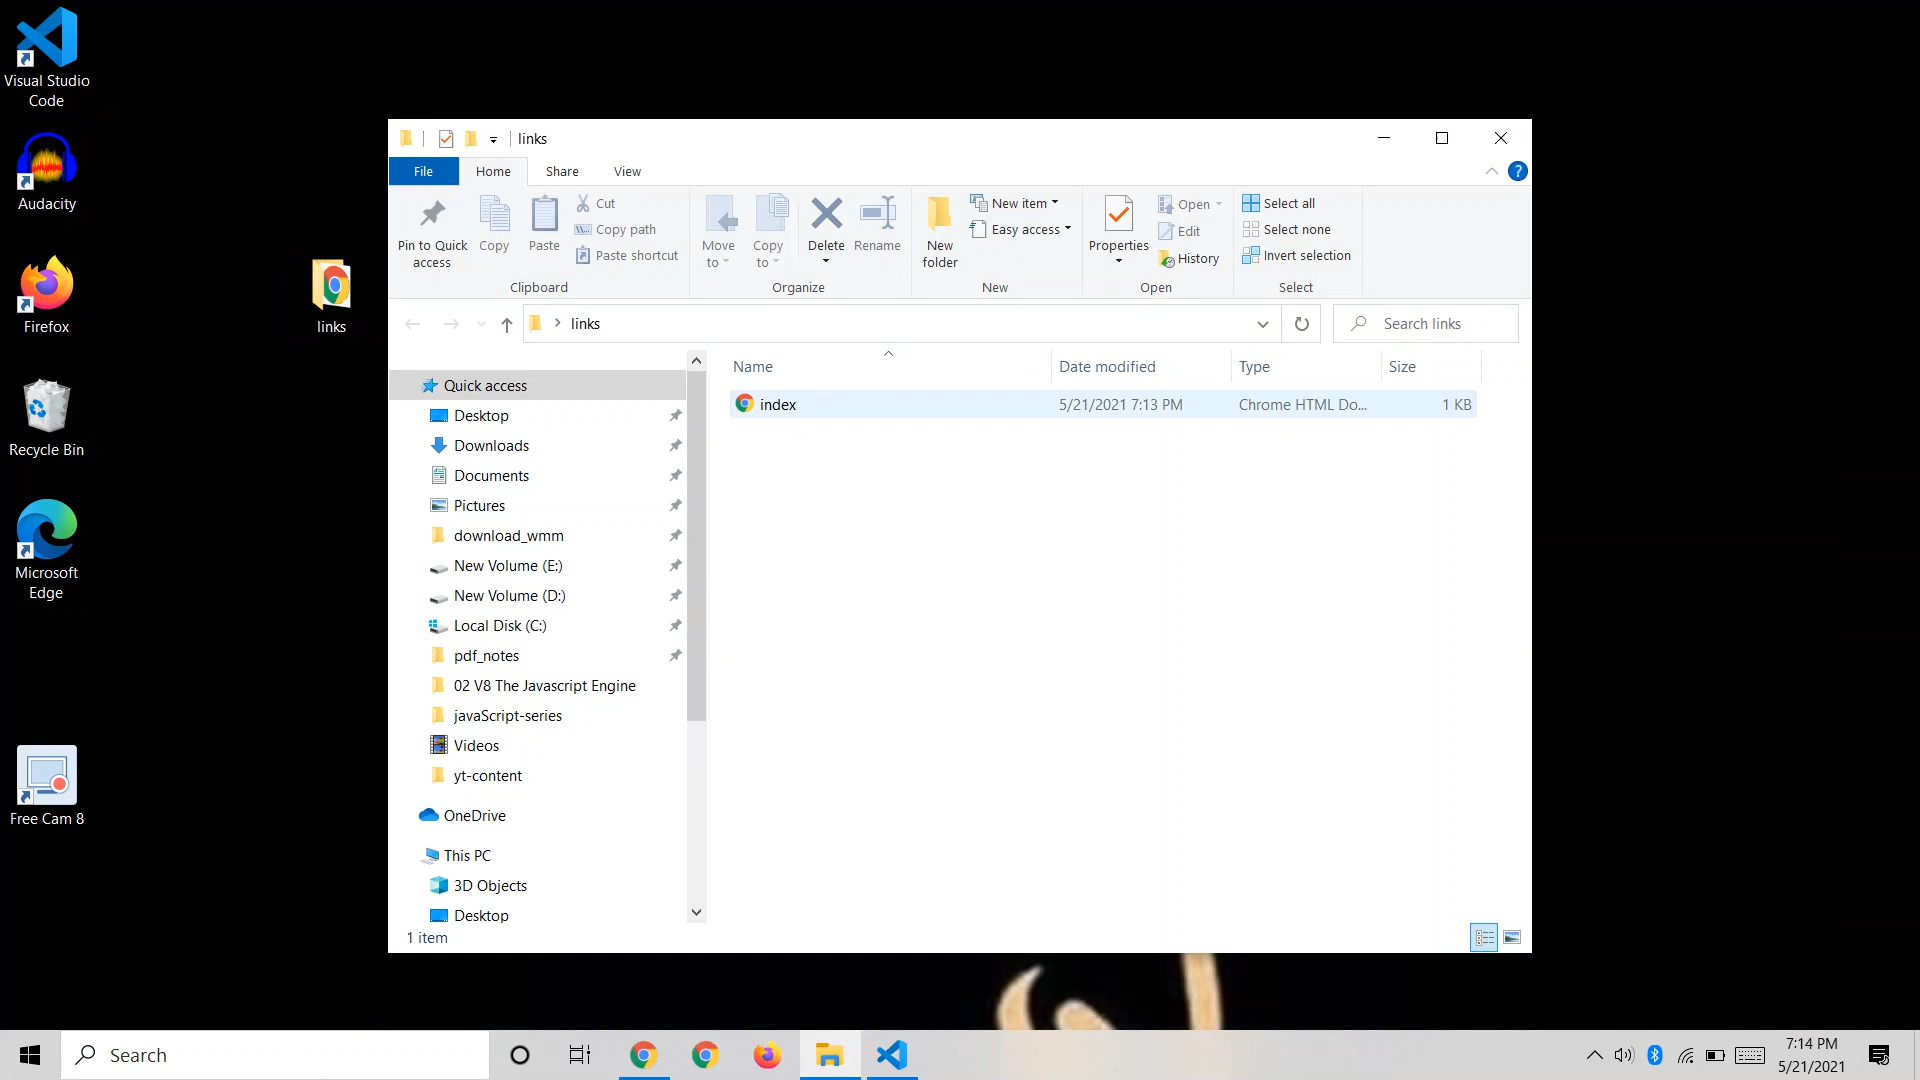 Visual Studio
Code
Audacity
Firefox
Recycle Bin
Microsoft
Edge
Free Cam 8
links
links
File
Home
Share
View
?
Pin to Quick
access
Copy
Paste
Cut
Copy path
Paste shortcut
Clipboard
Move
to
Copy
to
Delete
Rename
Organize
New
folder
New item
Easy access
New
Properties
Open
Edit
History
Open
Select all
Select none
Invert selection
Select
links
Search links
Quick access
Desktop
Downloads
Documents
Pictures
download_wmm
New Volume (E:)
New Volume (D:)
Local Disk (C:)
pdf_notes
02 V8 The Javascript Engine
javaScript-series
Videos
yt-content
OneDrive
This PC
3D Objects
Desktop
Name Date modified Type Size
index 5/21/2021 7:13 PM Chrome HTML Do... 1 KB
1 item
Search
7:14 PM
5/21/2021